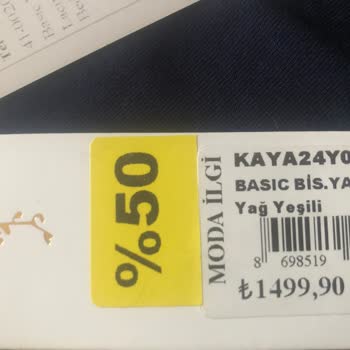 %50
MODA İLGİ
KAYA24Y0
BASIC BİS.YA
Yağ Yeşili
8 698519
₺1499,90